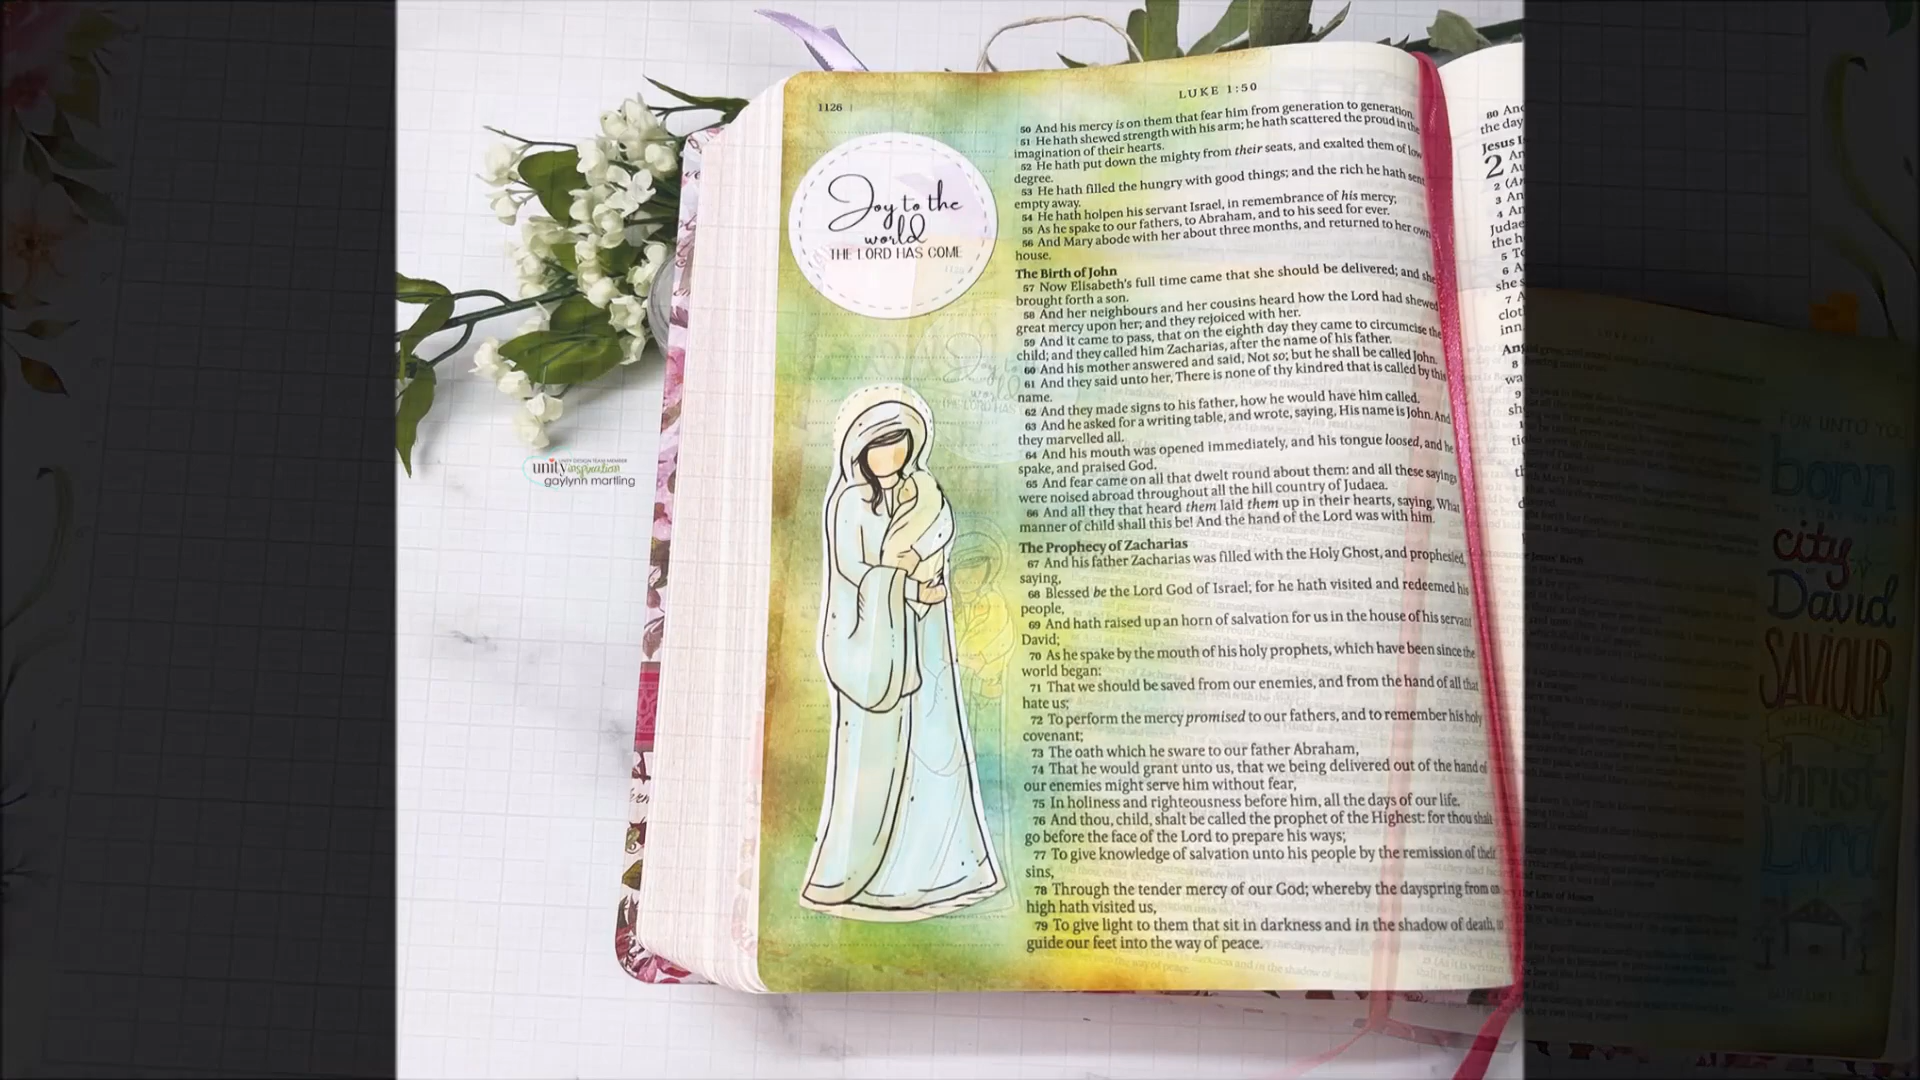 1126
LUKE 1:50
Joy to the
world
THE LORD HAS COME
50 And his mercy is on them that fear him from generation to generation.
51 He hath shewed strength with his arm; he hath scattered the proud in the
imagination of their hearts.
52 He hath put down the mighty from their seats, and exalted them of low
degree.
53 He hath filled the hungry with good things; and the rich he hath sent
empty away.
54 He hath holpen his servant Israel, in remembrance of his mercy;
55 As he spake to our fathers, to Abraham, and to his seed for ever.
56 And Mary abode with her about three months, and returned to her own
house.
The Birth of John
57 Now Elisabeth's full time came that she should be delivered; and she
brought forth a son.
58 And her neighbours and her cousins heard how the Lord had shewed
great mercy upon her; and they rejoiced with her.
59 And it came to pass, that on the eighth day they came to circumcise the
child; and they called him Zacharias, after the name of his father.
60 And his mother answered and said, Not so; but he shall be called John.
61 And they said unto her, There is none of thy kindred that is called by this
name.
62 And they made signs to his father, how he would have him called.
63 And he asked for a writing table, and wrote, saying, His name is John. And
they marvelled all.
64 And his mouth was opened immediately, and his tongue loosed, and he
spake, and praised God.
65 And fear came on all that dwelt round about them: and all these sayings
were noised abroad throughout all the hill country of Judaea.
66 And all they that heard them laid them up in their hearts, saying, What
manner of child shall this be! And the hand of the Lord was with him.
The Prophecy of Zacharias
67 And his father Zacharias was filled with the Holy Ghost, and prophesied,
saying,
68 Blessed be the Lord God of Israel; for he hath visited and redeemed his
people,
69 And hath raised up an horn of salvation for us in the house of his servant
David;
70 As he spake by the mouth of his holy prophets, which have been since the
world began:
71 That we should be saved from our enemies, and from the hand of all that
hate us;
72 To perform the mercy promised to our fathers, and to remember his holy
covenant;
73 The oath which he sware to our father Abraham,
74 That he would grant unto us, that we being delivered out of the hand of
our enemies might serve him without fear,
75 In holiness and righteousness before him, all the days of our life.
76 And thou, child, shalt be called the prophet of the Highest: for thou shalt
go before the face of the Lord to prepare his ways;
77 To give knowledge of salvation unto his people by the remission of their
sins,
78 Through the tender mercy of our God; whereby the dayspring from on
high hath visited us,
79 To give light to them that sit in darkness and in the shadow of death, to
guide our feet into the way of peace.
UNITY DESIGN TEAM MEMBER
unity inspiration
gaylynn martling
80 And
the day
Jesus
2
FOR UNTO YOU
born
city of
David
SAVIOUR,
WHICH IS
Christ
Lord